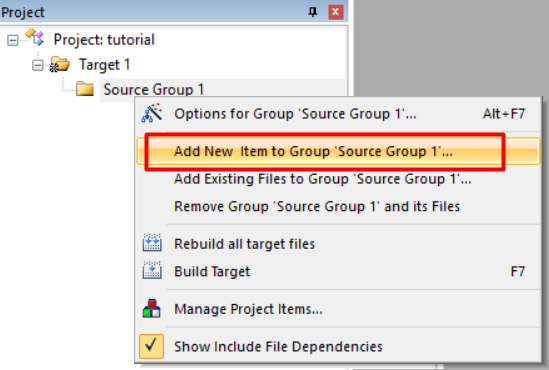 Project
Project: tutorial
Target 1
Source Group 1
Options for Group 'Source Group 1'... Alt+F7
Add New Item to Group 'Source Group 1'...
Add Existing Files to Group 'Source Group 1'...
Remove Group 'Source Group 1' and its Files
Rebuild all target files
Build Target F7
Manage Project Items...
Show Include File Dependencies